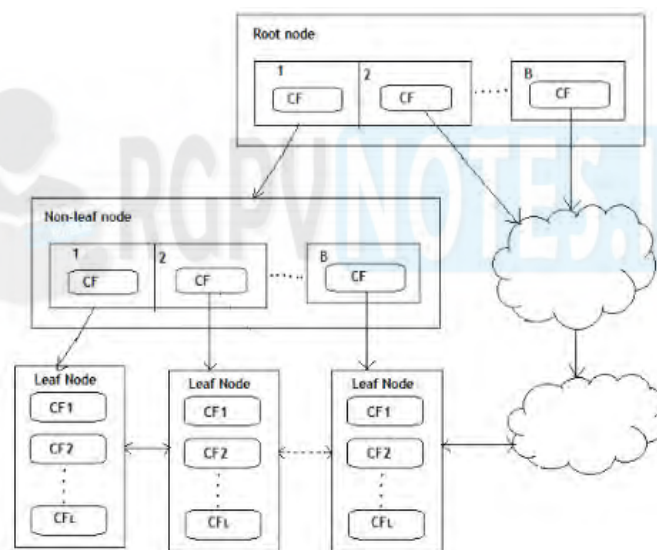 Root node
1 2 B
CF CF ...... CF
RGPVNOTES.I
Non-leaf node
1 2 B
CF CF ...... CF
Leaf Node Leaf Node Leaf Node
CF1 CF1 CF1
CF2 CF2 CF2
CFL CFL CFL